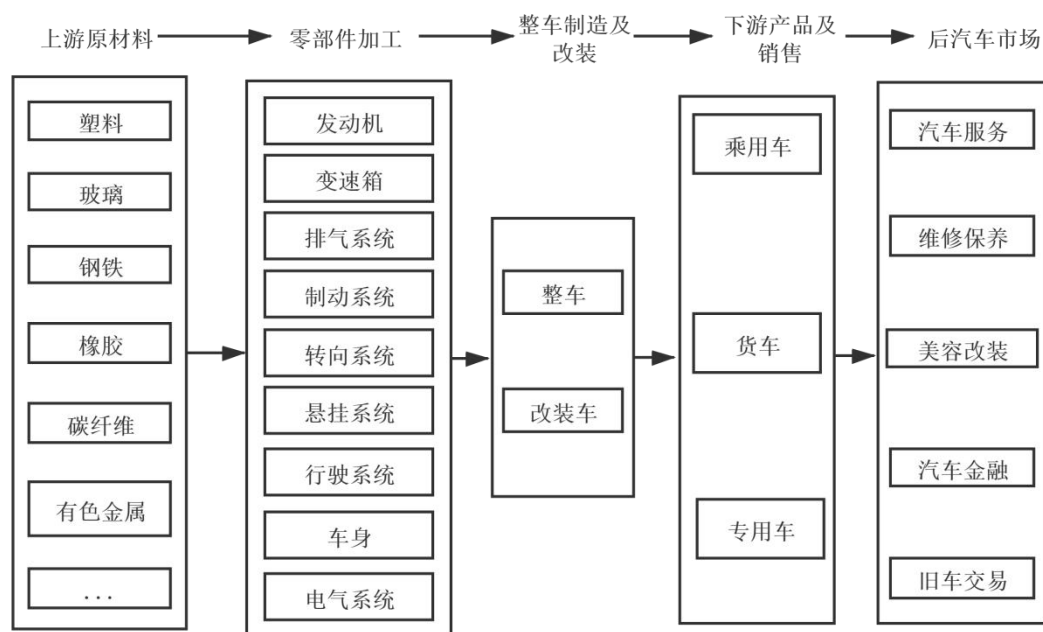 上游原材料
零部件加工
整车制造及
改装
下游产品及
销售
后汽车市场
塑料
玻璃
钢铁
橡胶
碳纤维
有色金属
...
发动机
变速箱
排气系统
制动系统
转向系统
悬挂系统
行驶系统
车身
电气系统
整车
改装车
乘用车
货车
专用车
汽车服务
维修保养
美容改装
汽车金融
旧车交易